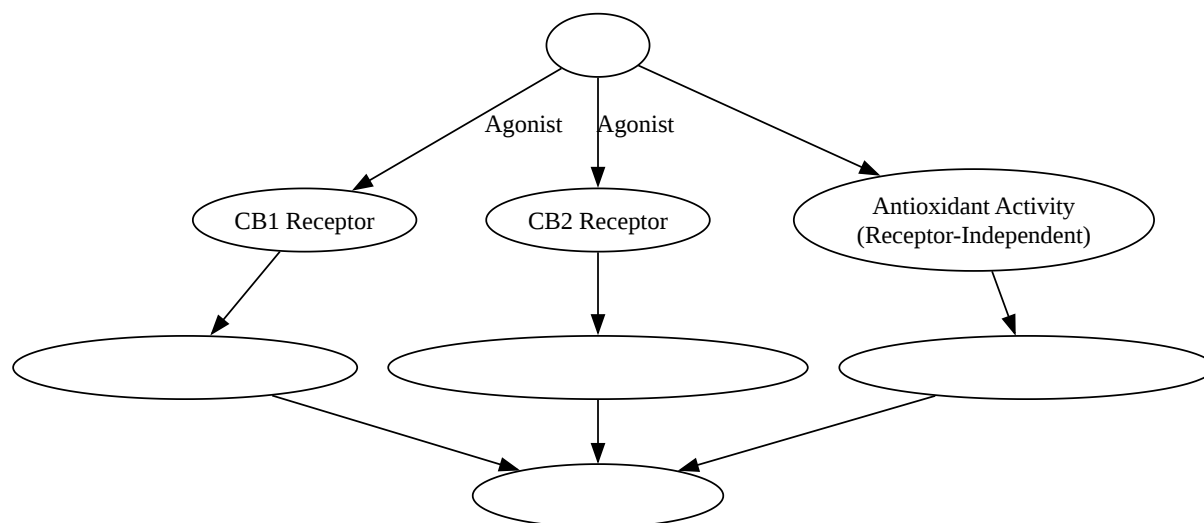 Agonist
Agonist
CB1 Receptor
CB2 Receptor
Antioxidant Activity
(Receptor-Independent)